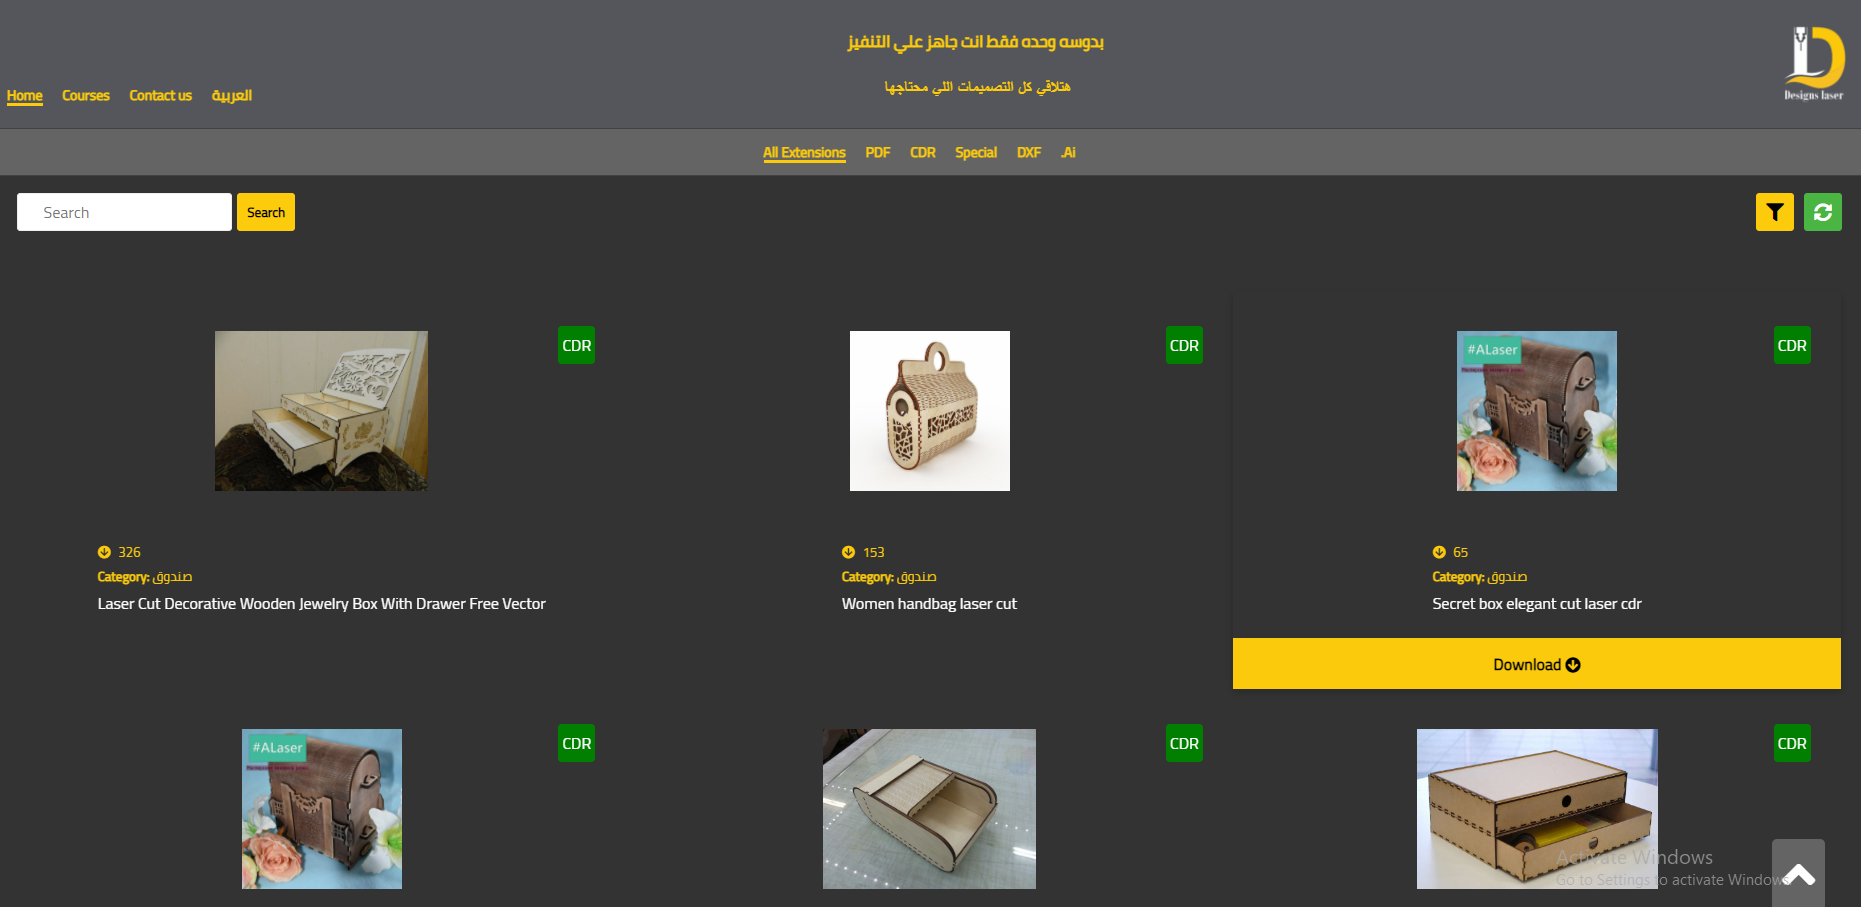 بدوسه وحده فقط انت جاهز علي التنفيز
هتلاقي كل التصميمات اللي محتاجها
Designs laser
Home Courses Contact us العربية
All Extensions PDF CDR Special DXF .Ai
Search Search
CDR
CDR
#ALaser
CDR
326
Category: صندوق
Laser Cut Decorative Wooden Jewelry Box With Drawer Free Vector
153
Category: صندوق
Women handbag laser cut
65
Category: صندوق
Secret box elegant cut laser cdr
Download
#ALaser
CDR
CDR
CDR
Activate Windows
Go to Settings to activate Windows